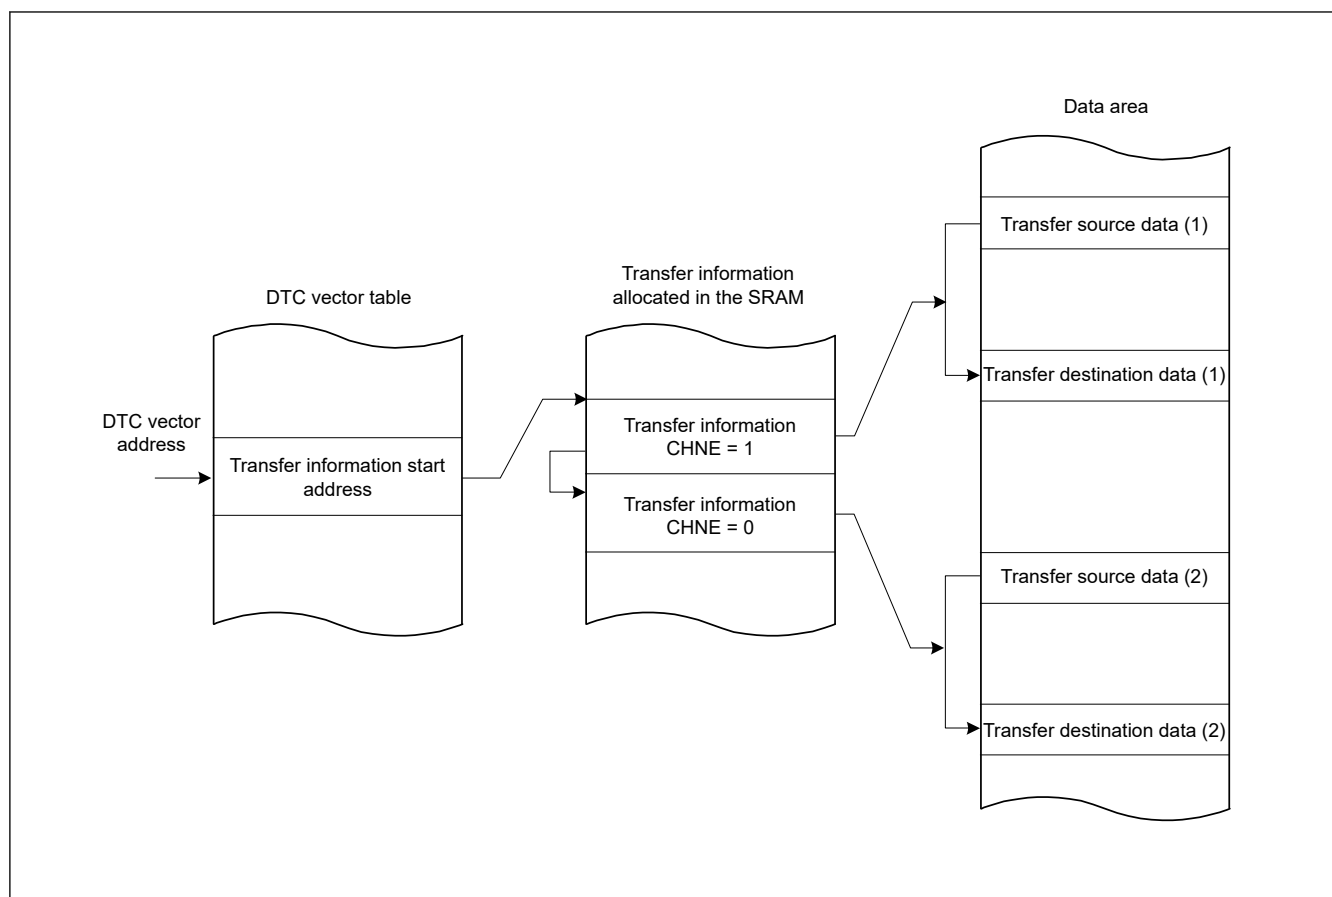 Data area
Transfer source data (1)
Transfer information
allocated in the SRAM
DTC vector table
Transfer destination data (1)
DTC vector
address
Transfer information start
address
Transfer information
CHNE = 1
Transfer information
CHNE = 0
Transfer source data (2)
Transfer destination data (2)